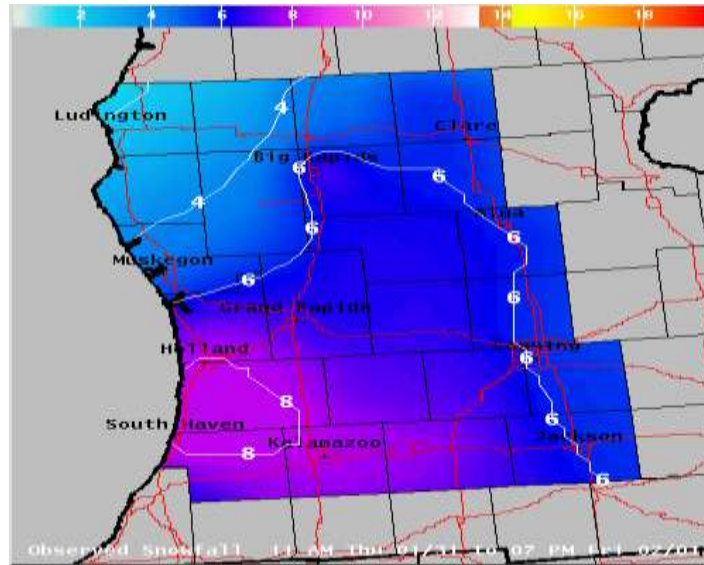 2 4 6 8 10 12 14 16 18
Ludington
4
Clare
Big Rapids
6 6
4
Alma
6 6
Muskegon
6
6
Grand Rapids
Lansing
Holland
6
8
6
South Haven
Kalamazoo
Jackson
8
6
Observed Snowfall 11 AM Thu 01/31 to 07 PM Fri 02/01